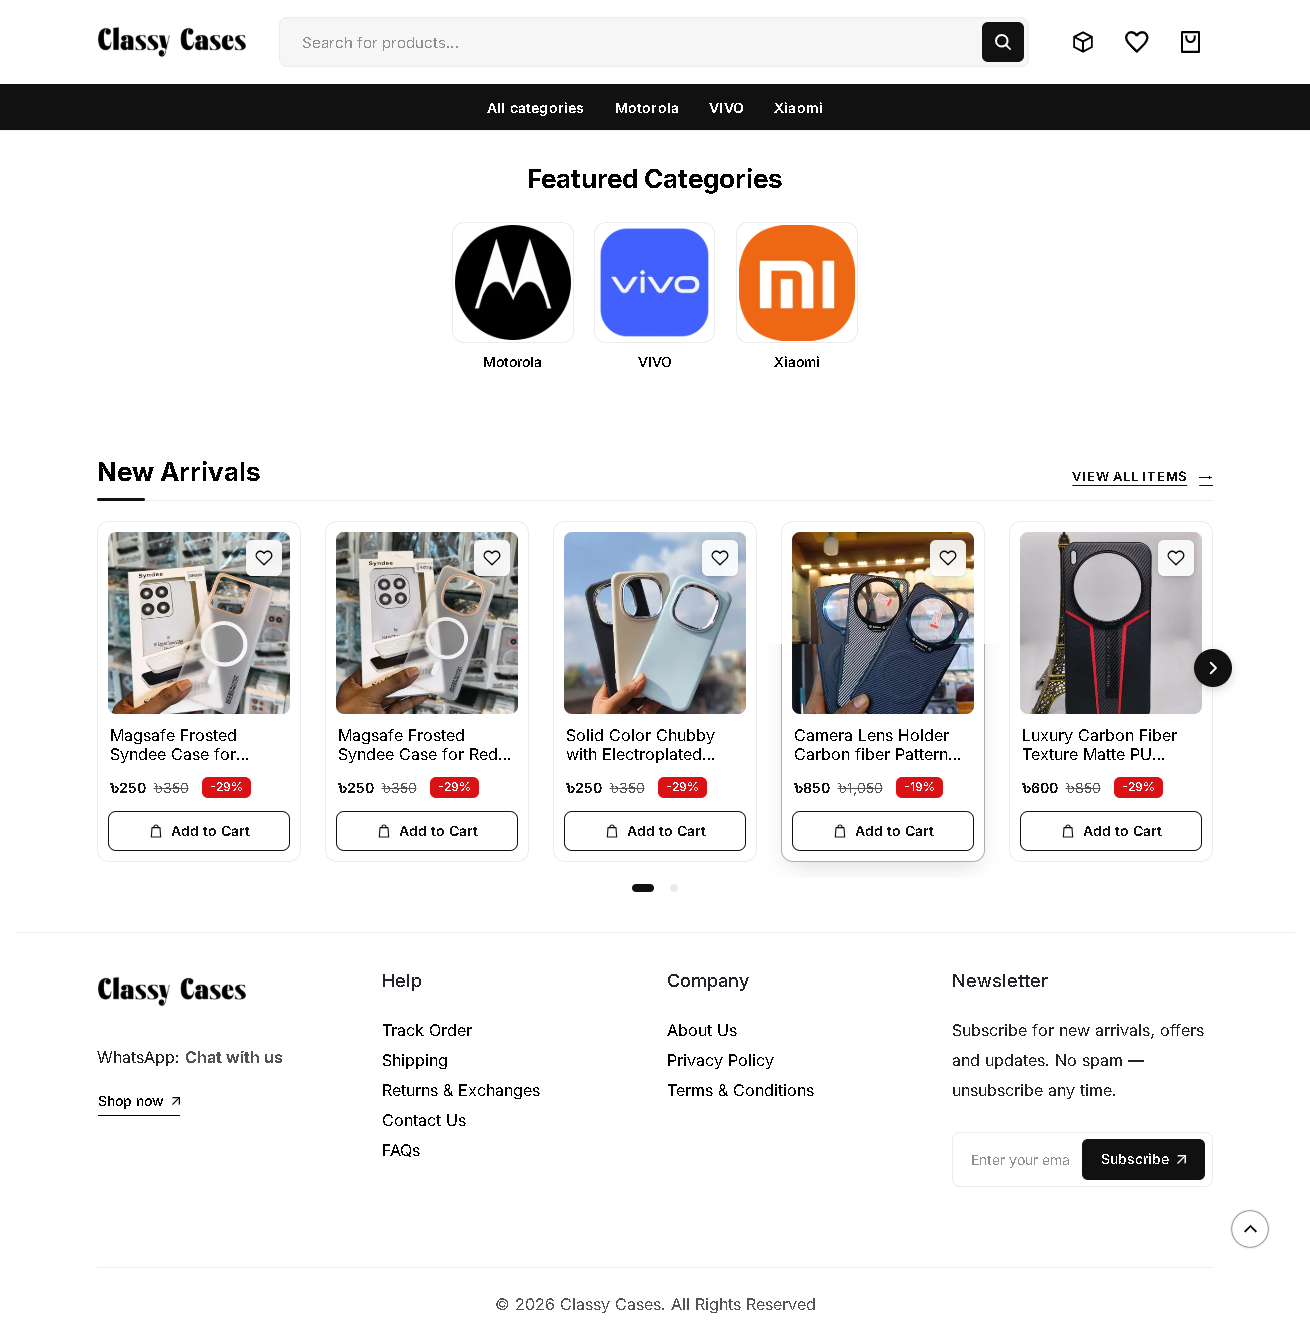 Classy Cases
Search for products...
All categories Motorola VIVO Xiaomi
Featured Categories
vivo
Motorola VIVO Xiaomi
New Arrivals
VIEW ALL ITEMS →
Syndee
Syndee
Magsafe Frosted
Syndee Case for...
৳250 ৳350 -29%
Add to Cart
Magsafe Frosted
Syndee Case for Red...
৳250 ৳350 -29%
Add to Cart
Solid Color Chubby
with Electroplated...
৳250 ৳350 -29%
Add to Cart
Camera Lens Holder
Carbon fiber Pattern...
৳850 ৳1,050 -19%
Add to Cart
Luxury Carbon Fiber
Texture Matte PU...
৳600 ৳850 -29%
Add to Cart
Classy Cases
WhatsApp: Chat with us
Shop now
Help
Track Order
Shipping
Returns & Exchanges
Contact Us
FAQs
Company
About Us
Privacy Policy
Terms & Conditions
Newsletter
Subscribe for new arrivals, offers
and updates. No spam —
unsubscribe any time.
Enter your ema
Subscribe
© 2026 Classy Cases. All Rights Reserved